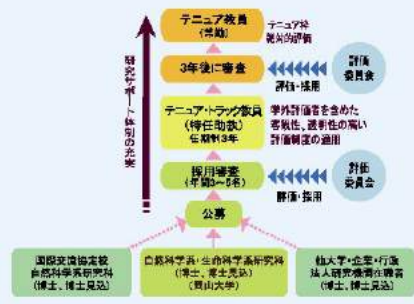 テニュア教員
(常勤)
テニュア枠
総合的評価
3年後に審査
評価
委員会
評価・採用
テニュア・トラック教員
(特任助教)
任期制3年
学外評価者を含めた
客観性、透明性の高い
評価制度の適用
採用審査
(年間3~5名)
評価
委員会
評価・採用
公募
研究サポート体制の充実
国際交流協定校
自然科学系研究科
(博士、博士見込)
自然科学系・生命科学系研究科
(博士、博士見込)
(岡山大学)
他大学・企業・行政
法人研究機関在職者
(博士、博士見込)